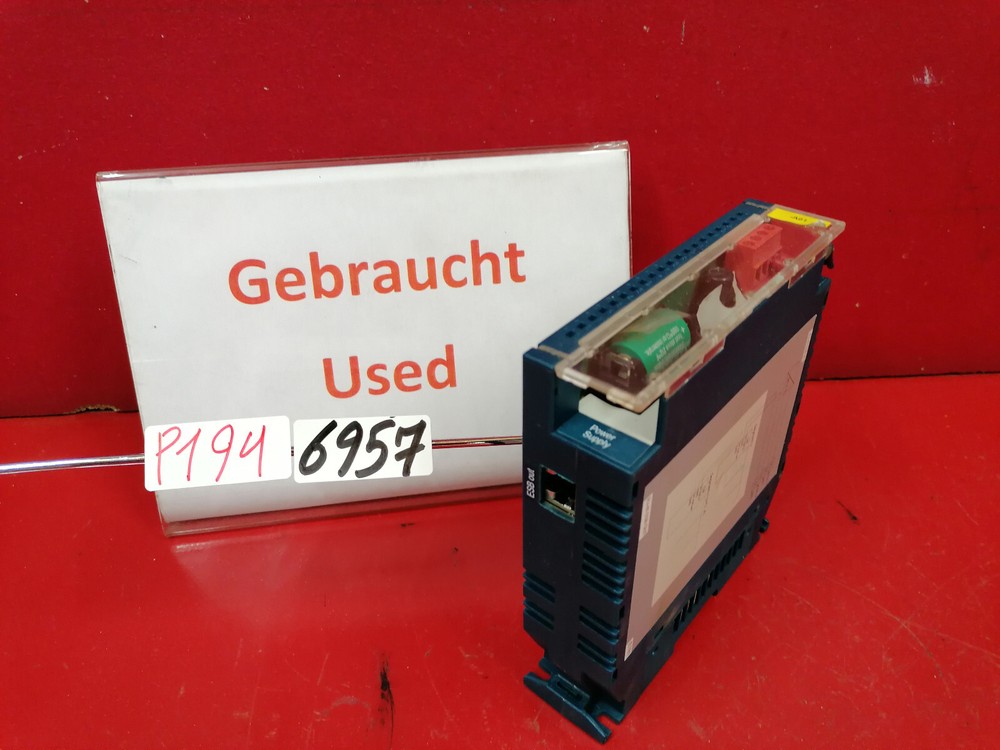 Gebraucht
Used
P194
6957
Power
Supply
ESB out